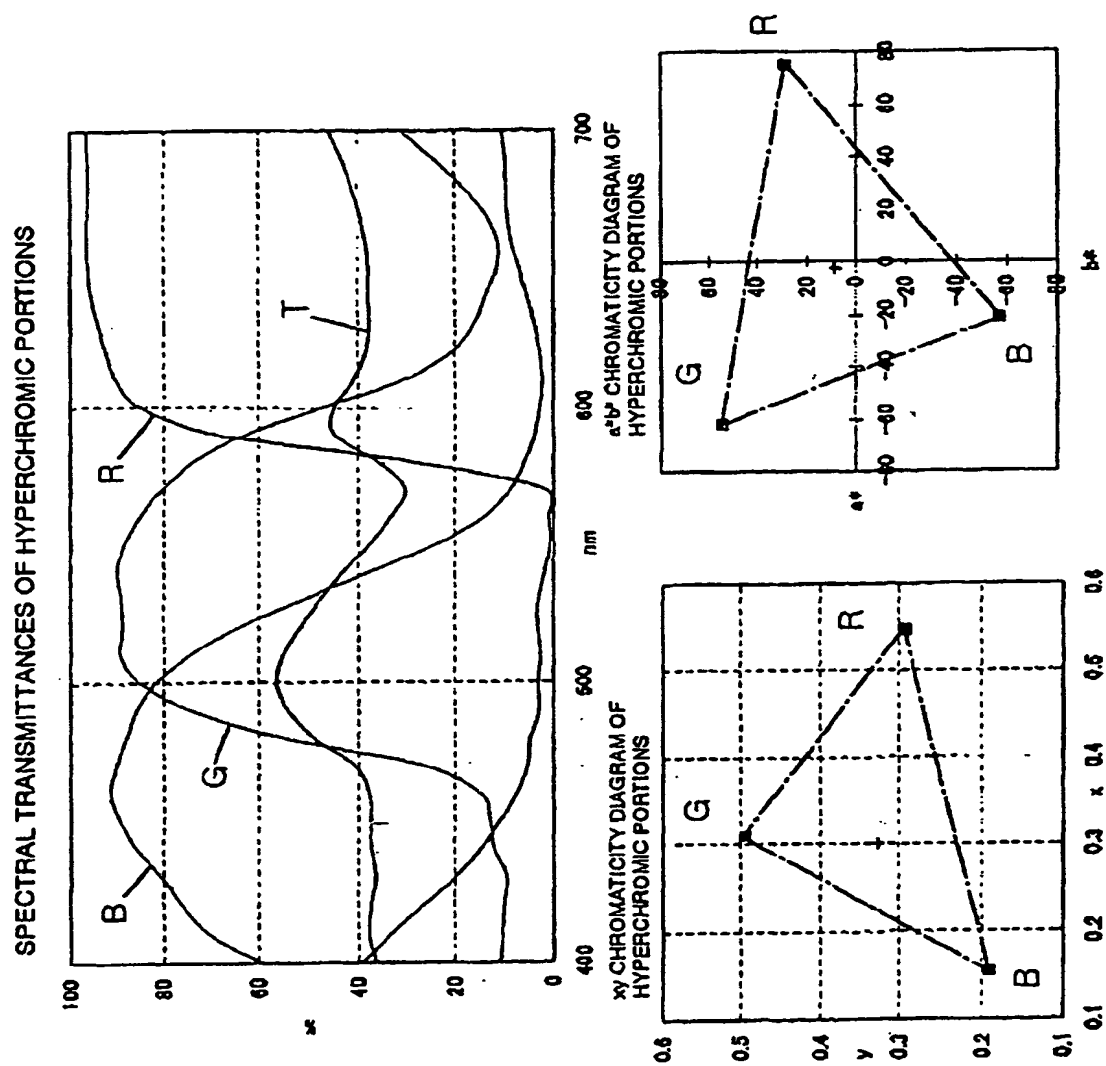 SPECTRAL TRANSMITTANCES OF HYPERCHROMIC PORTIONS
100
80
60
40
20
B
G
R
T
400
500
600
700
nm
xy CHROMATICITY DIAGRAM OF
HYPERCHROMIC PORTIONS
0.6
0.5
0.4
0.3
0.2
0.1
y
G
R
B
0.1
0.2
0.3
0.4
x
0.5
0.6
a*b* CHROMATICITY DIAGRAM OF
HYPERCHROMIC PORTIONS
G
R
B
80
60
40
20
0
-20
-40
-60
80
a*
-80
-60
-40
-20
20
40
60
80
b*